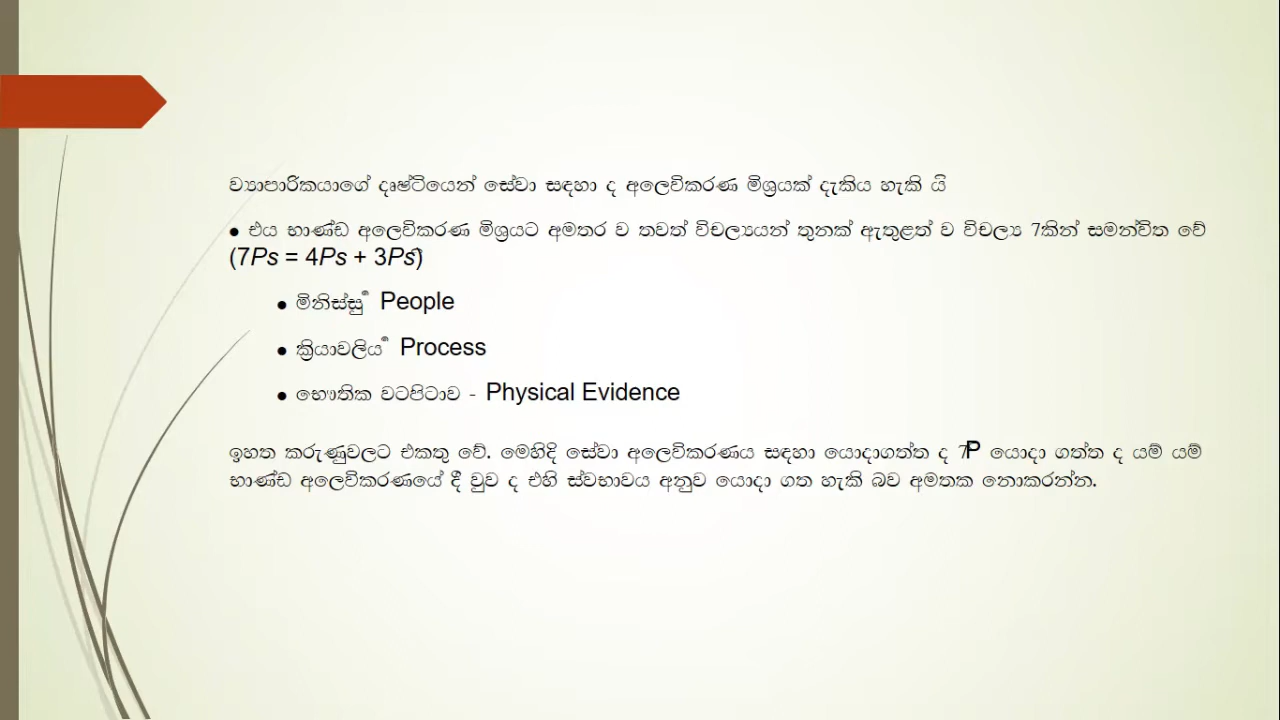 ව්‍යාපාරිකයාගේ දෘෂ්ටියෙන් සේවා සඳහා ද අලෙවිකරණ මිශ්‍රයක් දැකිය හැකි යි
● එය භාණ්ඩ අලෙවිකරණ මිශ්‍රයට අමතර ව තවත් විචල්‍යයන් තුනක් ඇතුළත් ව විචල්‍ය 7කින් සමන්විත වේ
(7Ps = 4Ps + 3Ps)
● මිනිස්සු " People
● ක්‍රියාවලිය " Process
● භෞතික වටපිටාව - Physical Evidence
ඉහත කරුණුවලට එකතු වේ. මෙහිදි සේවා අලෙවිකරණය සඳහා යොදාගත්ත ද 7P යොදා ගත්ත ද යම් යම්
භාණ්ඩ අලෙවිකරණයේ දී වුව ද එහි ස්වභාවය අනුව යොදා ගත හැකි බව අමතක නොකරන්න.